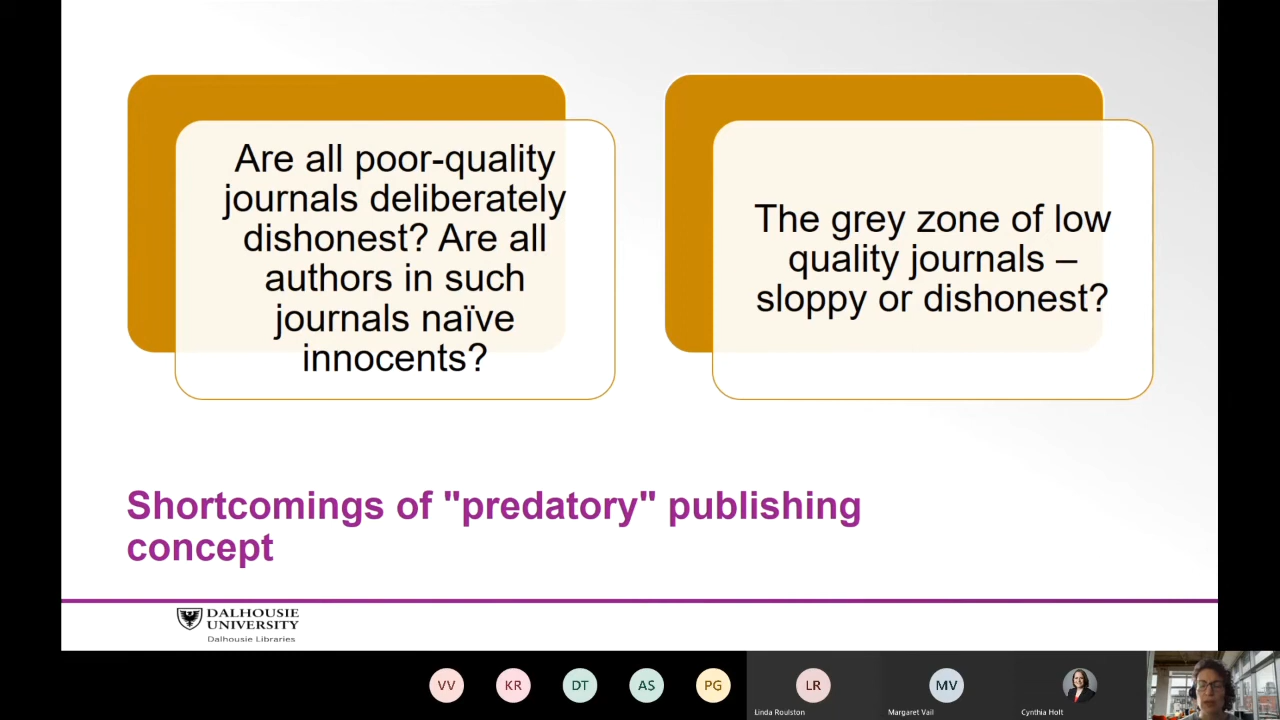 Are all poor-quality
journals deliberately
dishonest? Are all
authors in such
journals naïve
innocents?
The grey zone of low
quality journals –
sloppy or dishonest?
Shortcomings of "predatory" publishing
concept
DALHOUSIE
UNIVERSITY
Dalhousie Libraries
VV
KR
DT
AS
PG
LR
MV
Linda Roulston
Margaret Vail
Cynthia Holt